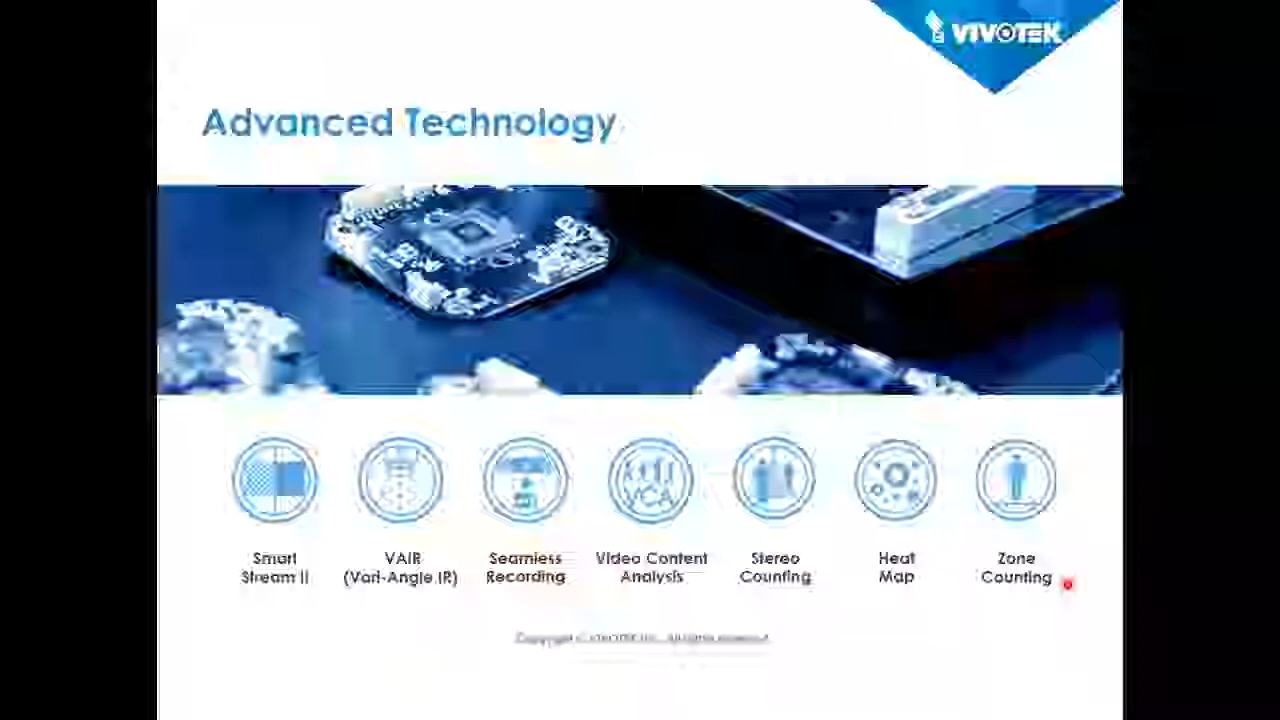 VIVOTEK
Advanced Technology
VCA
Smart
Stream II
VAIR
(Vari-Angle IR)
Seamless
Recording
Video Content
Analysis
Stereo
Counting
Heat
Map
Zone
Counting